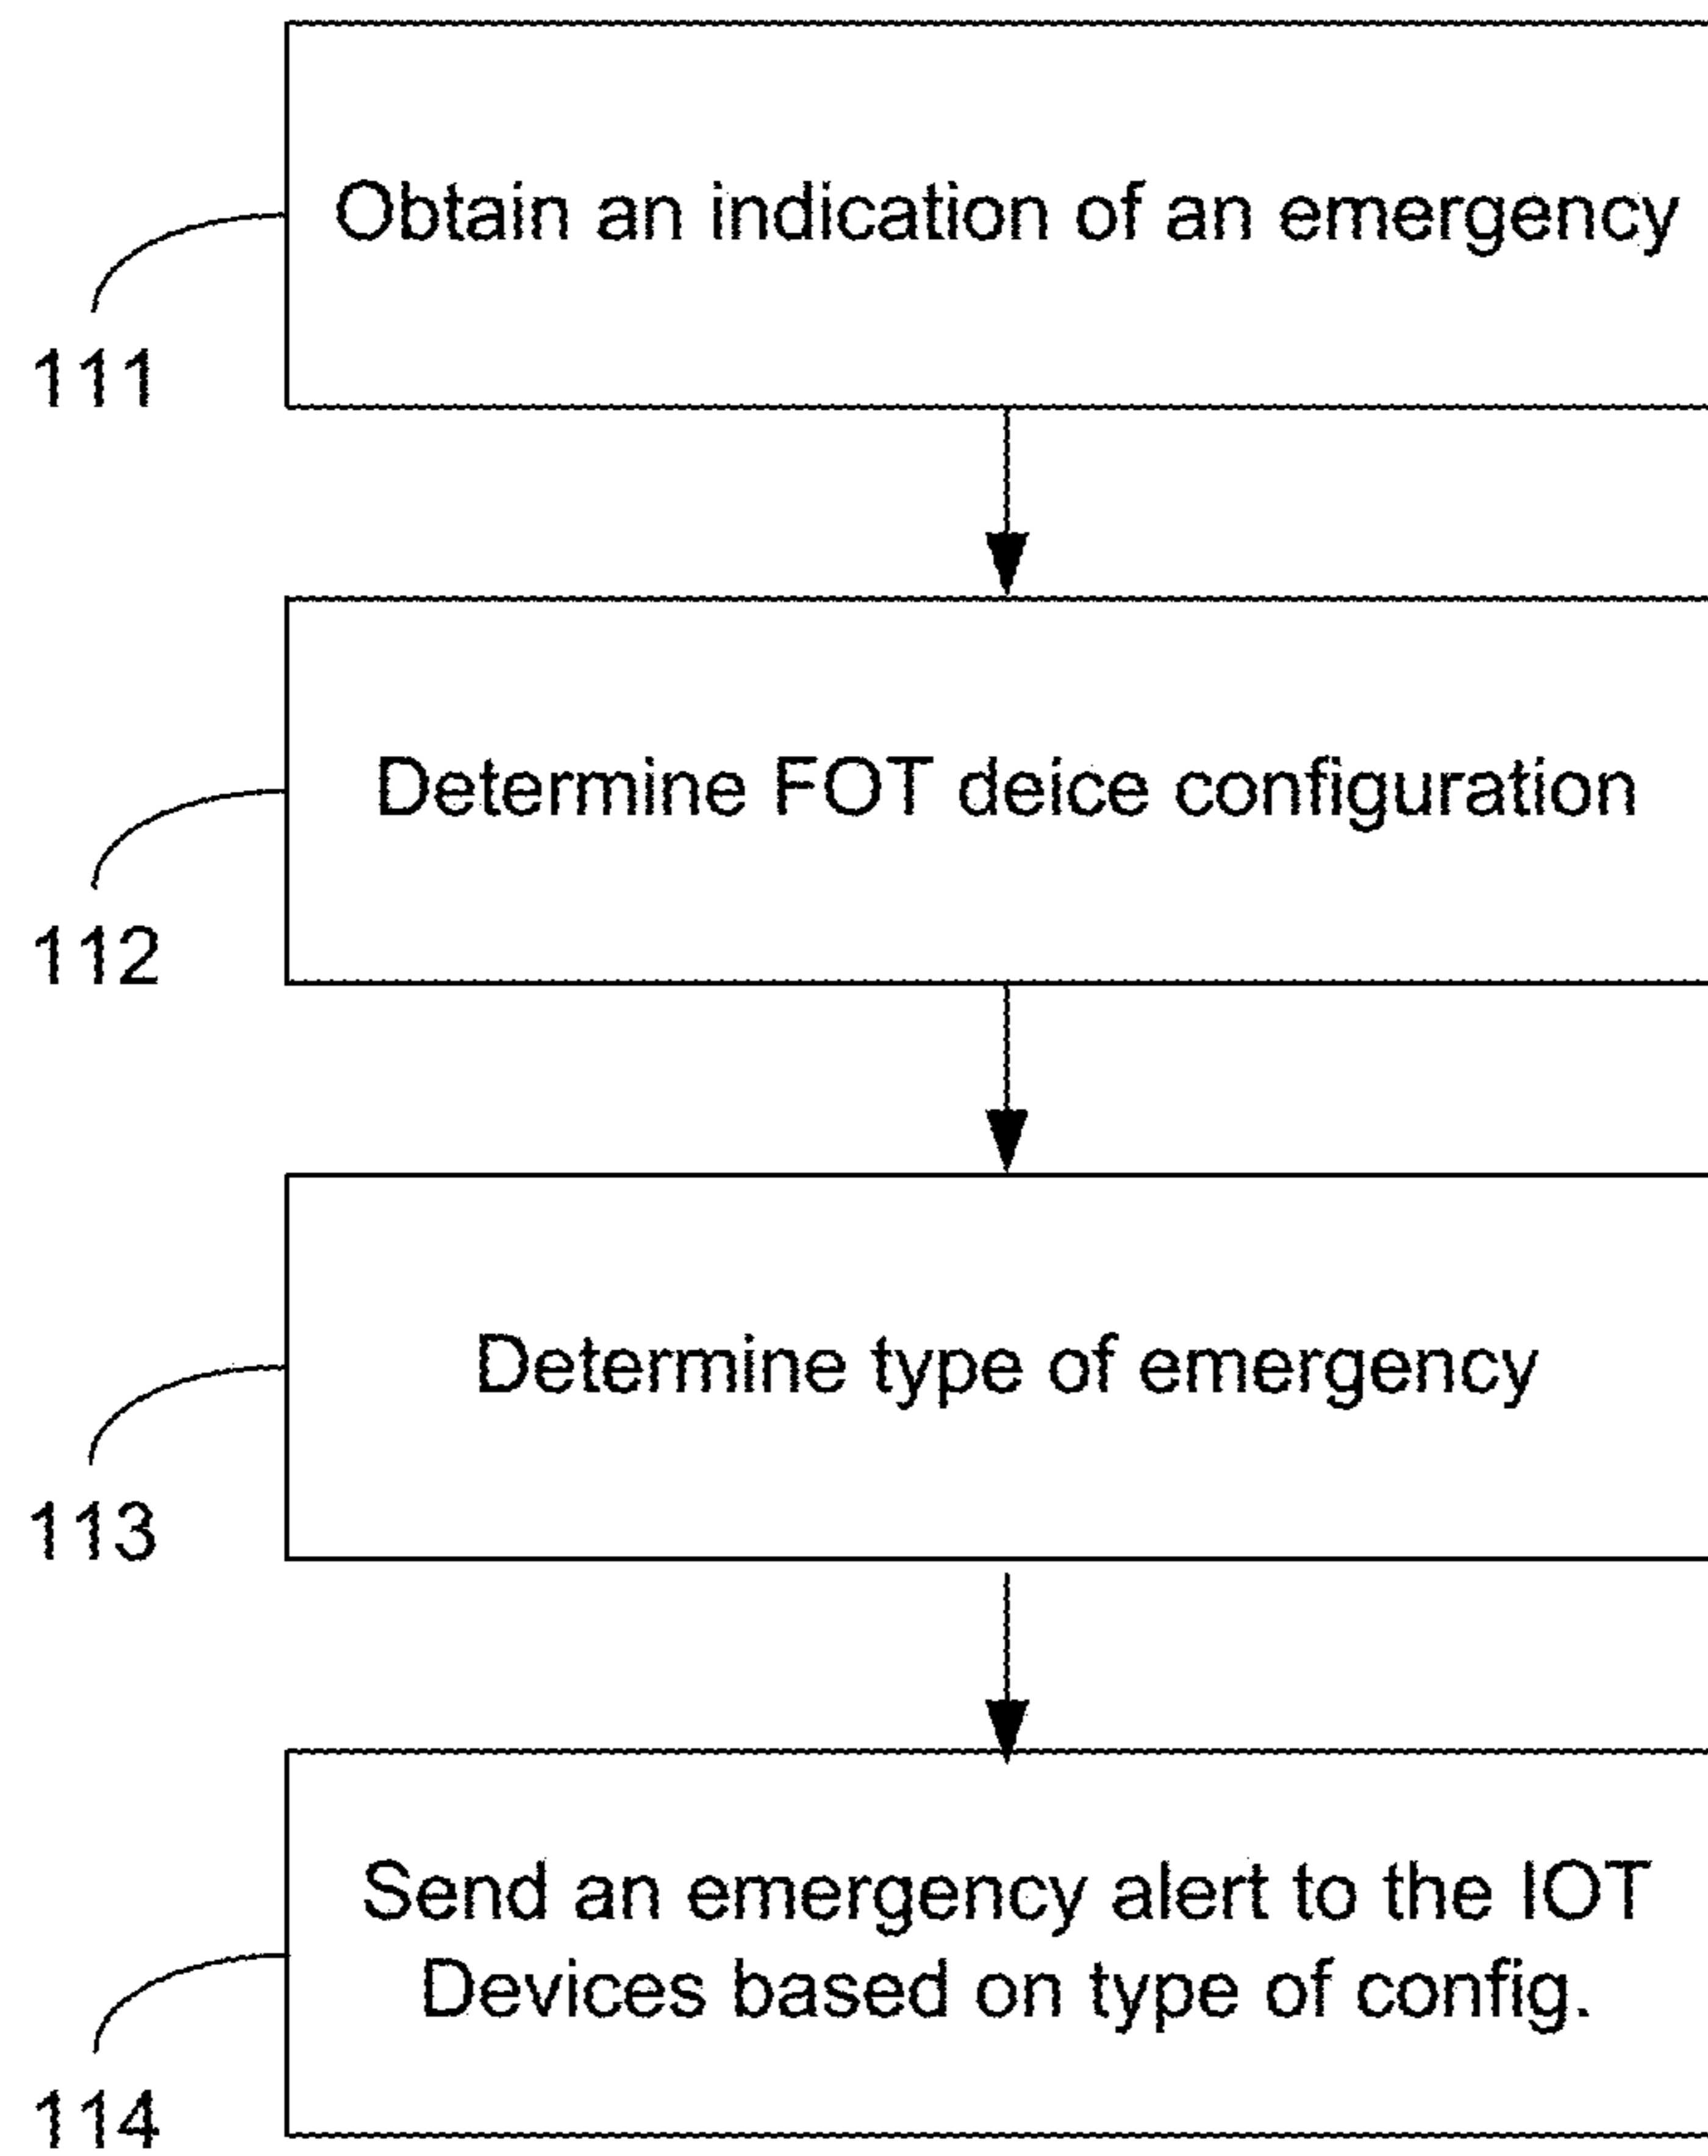 Obtain an indication of an emergency
111
Determine FOT deice configuration
112
Determine type of emergency
113
Send an emergency alert to the IOT
Devices based on type of config.
114